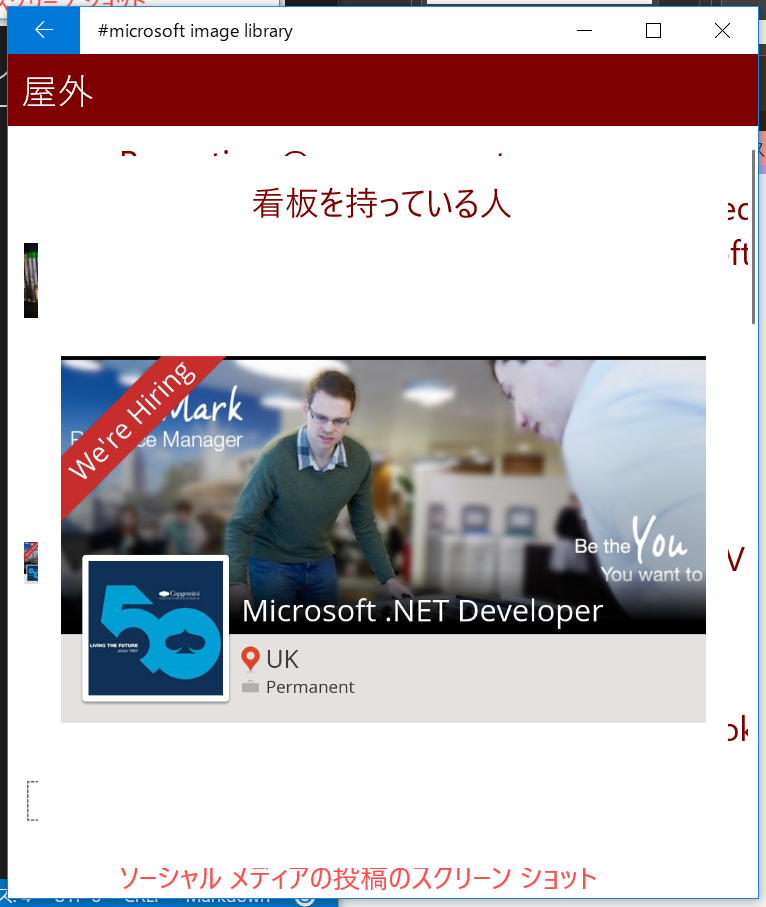 #microsoft image library
屋外
看板を持っている人
We're Hiring
Mark
Manager
Be the You
You want to
Capgemini
50
LIVING THE FUTURE
since 1967
Microsoft .NET Developer
UK
Permanent
ソーシャル メディアの投稿のスクリーン ショット